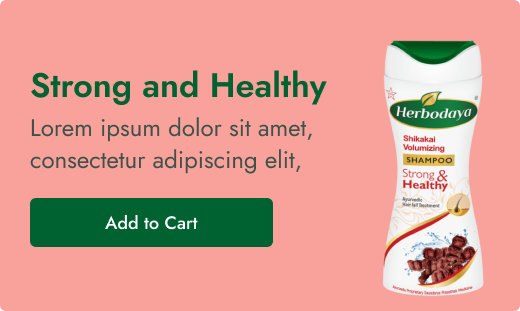 Strong and Healthy
Lorem ipsum dolor sit amet,
consectetur adipiscing elit,
Add to Cart
Herbodaya
Shikakai
Volumizing
SHAMPOO
Strong &
Healthy
Ayurvedic
Hair Fall Treatment